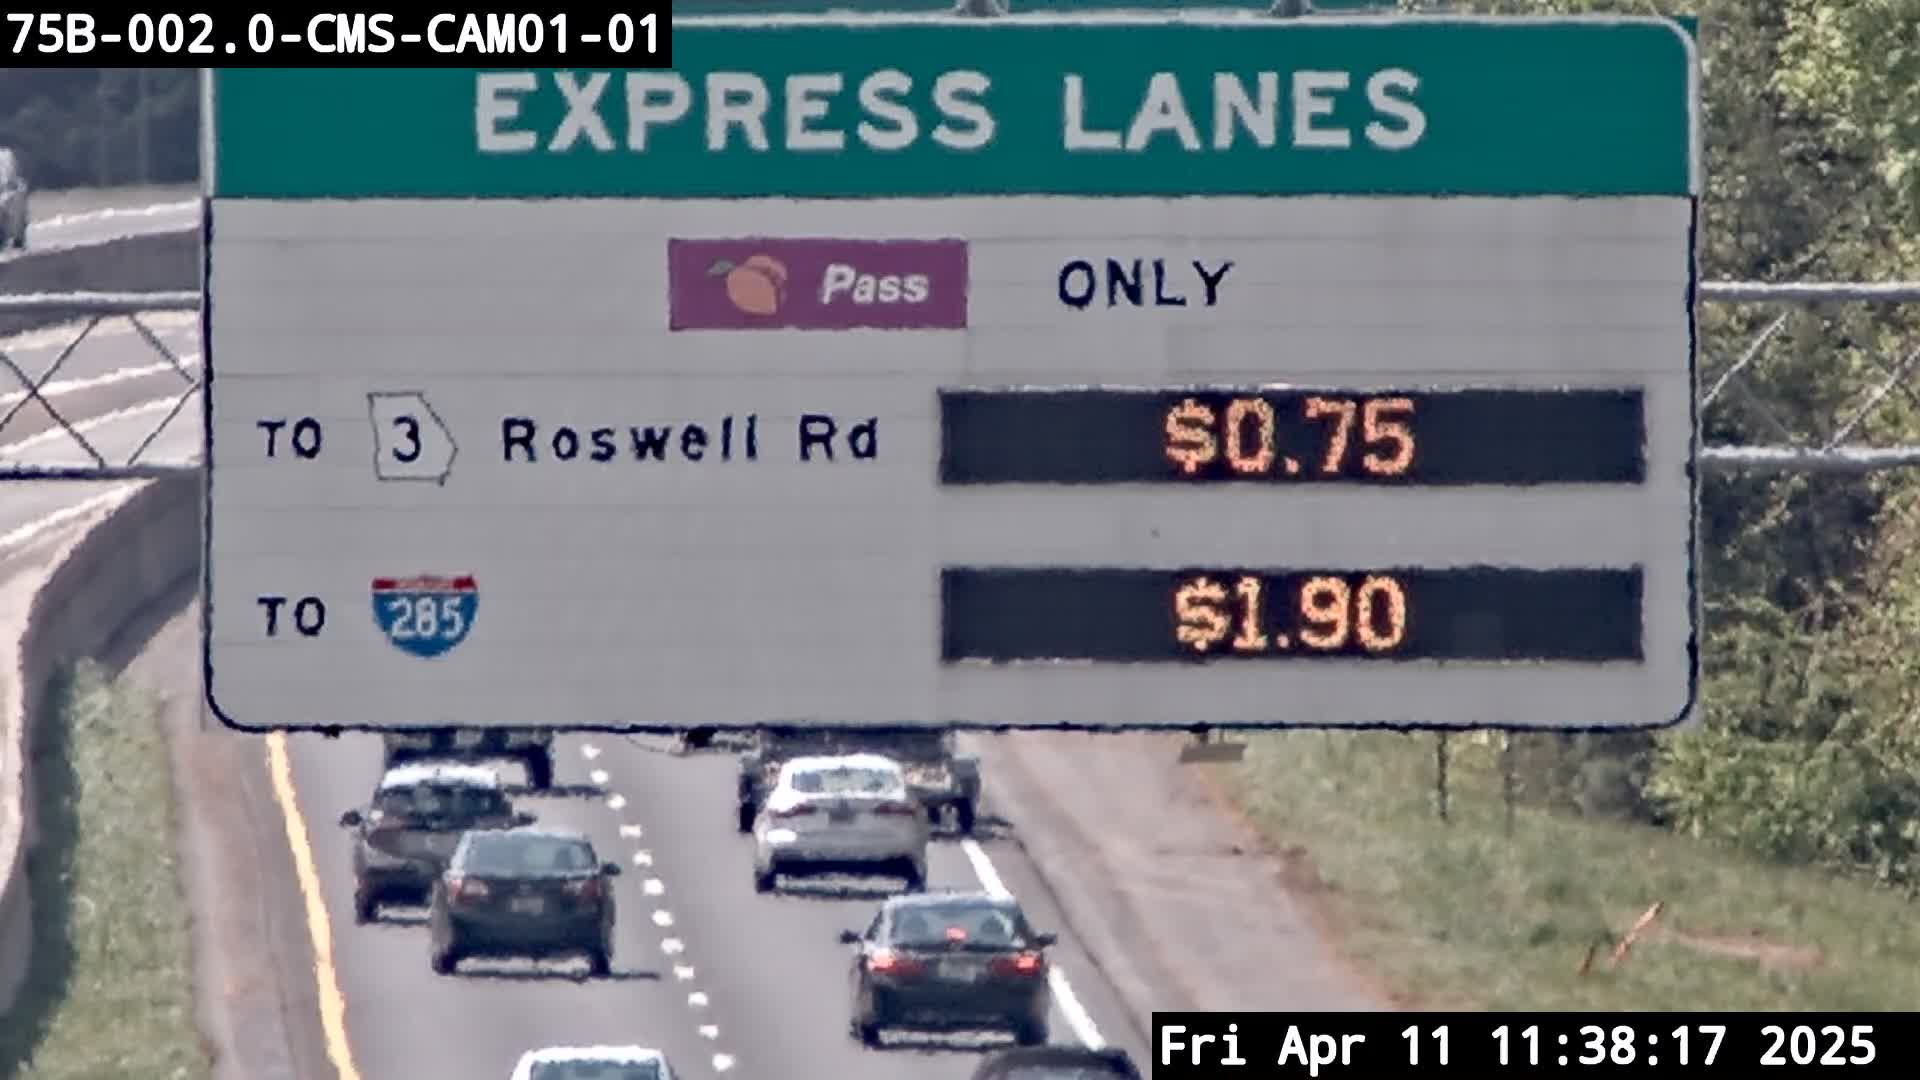 75B-002.0-CMS-CAM01-01
EXPRESS LANES
Pass ONLY
TO 3 Roswell Rd $0.75
TO 285 $1.90
Fri Apr 11 11:38:17 2025